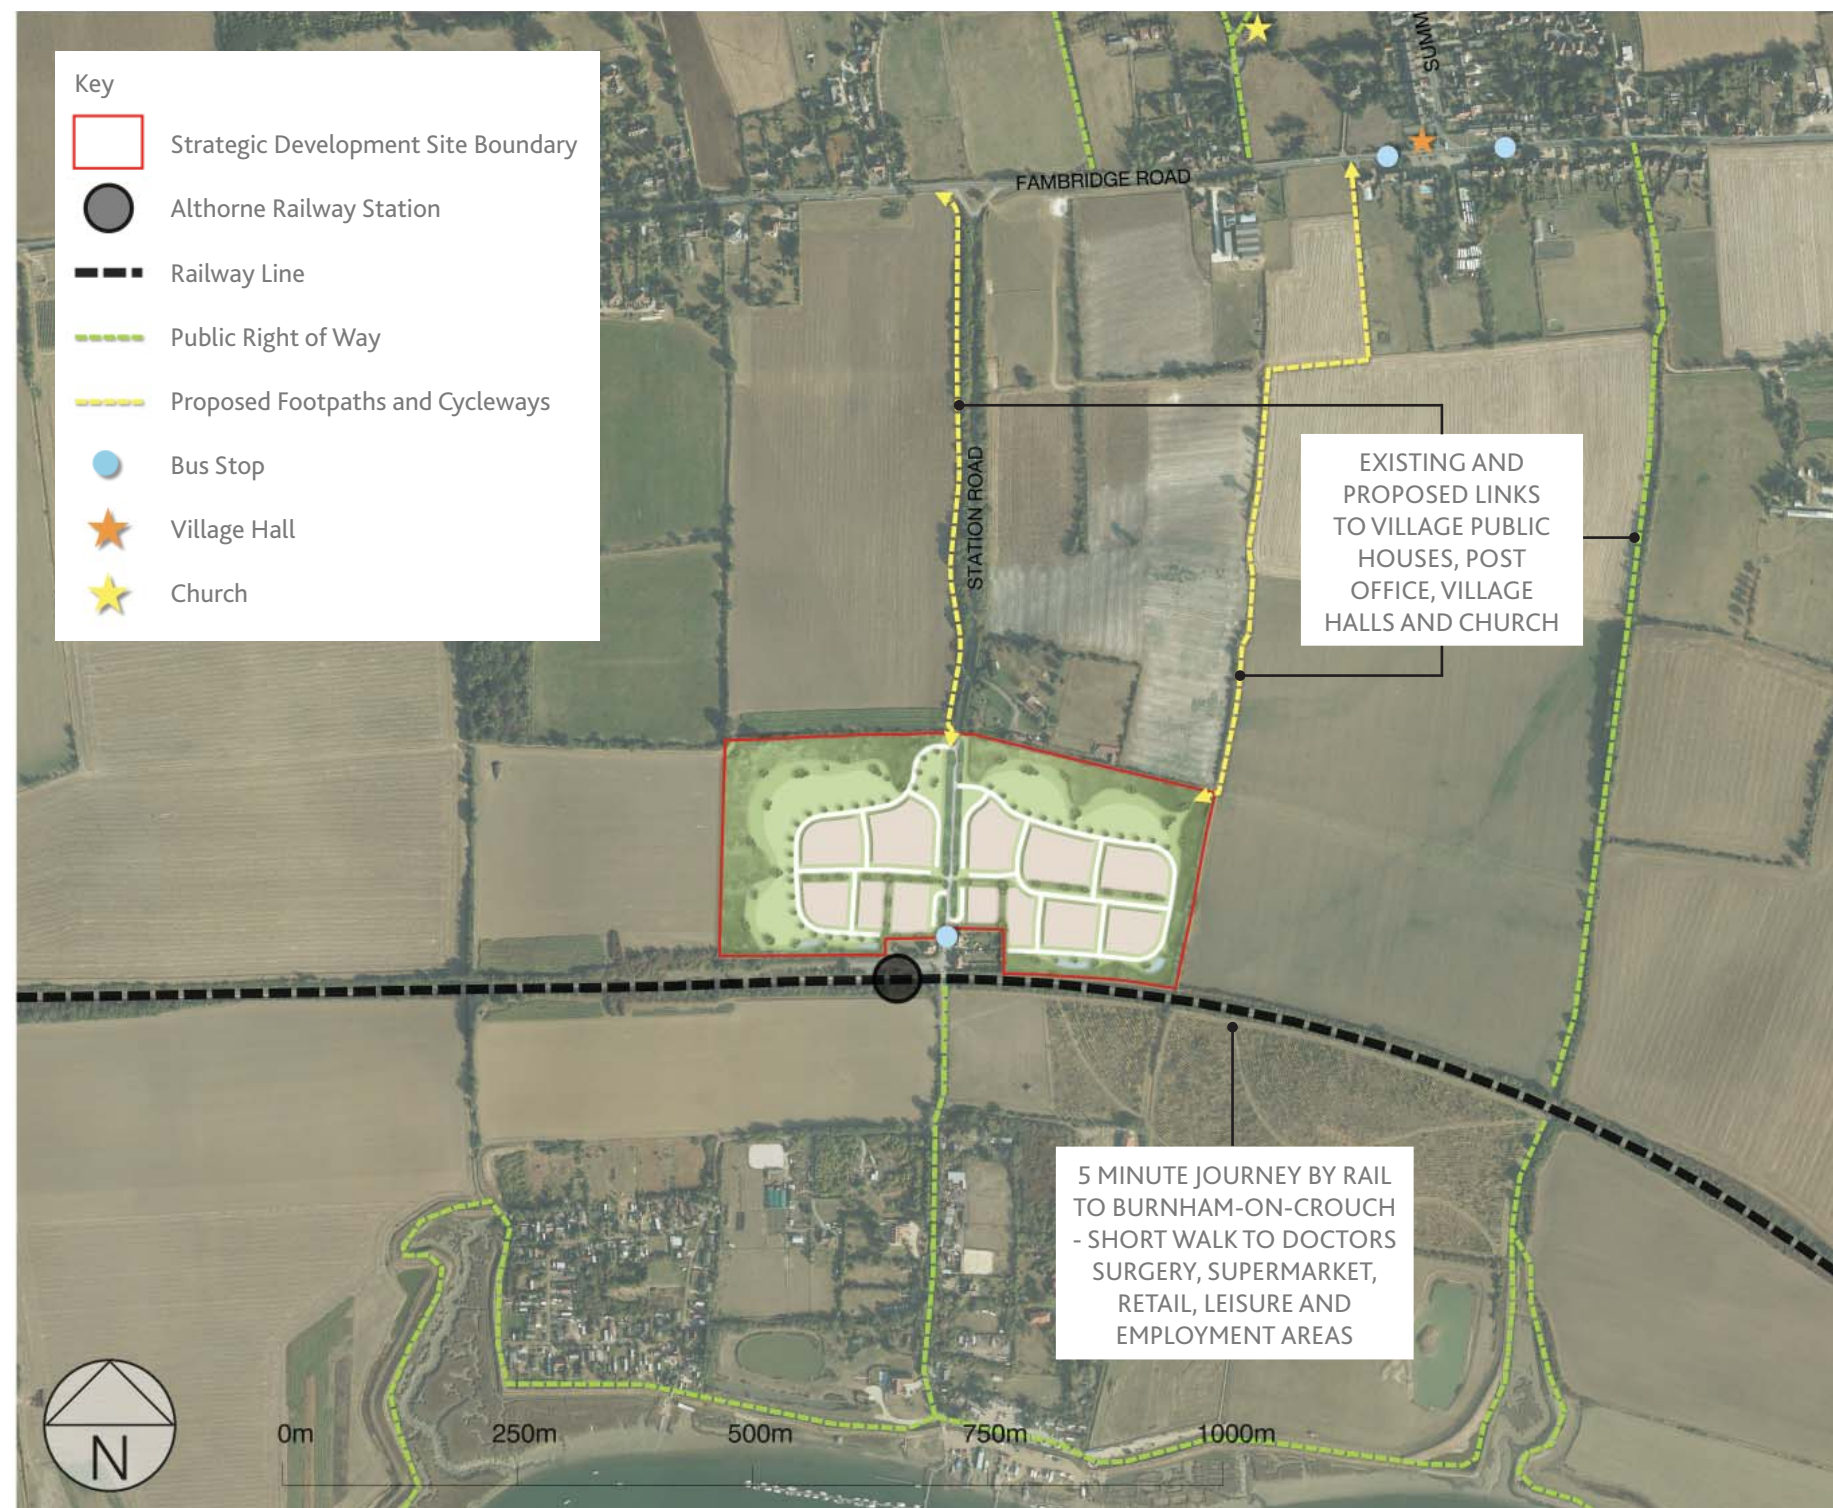 Key
Strategic Development Site Boundary
Althorne Railway Station
Railway Line
Public Right of Way
Proposed Footpaths and Cycleways
Bus Stop
Village Hall
Church
SUMM
FAMBRIDGE ROAD
STATION ROAD
EXISTING AND
PROPOSED LINKS
TO VILLAGE PUBLIC
HOUSES, POST
OFFICE, VILLAGE
HALLS AND CHURCH
5 MINUTE JOURNEY BY RAIL
TO BURNHAM-ON-CROUCH
- SHORT WALK TO DOCTORS
SURGERY, SUPERMARKET,
RETAIL, LEISURE AND
EMPLOYMENT AREAS
N
0m 250m 500m 750m 1000m